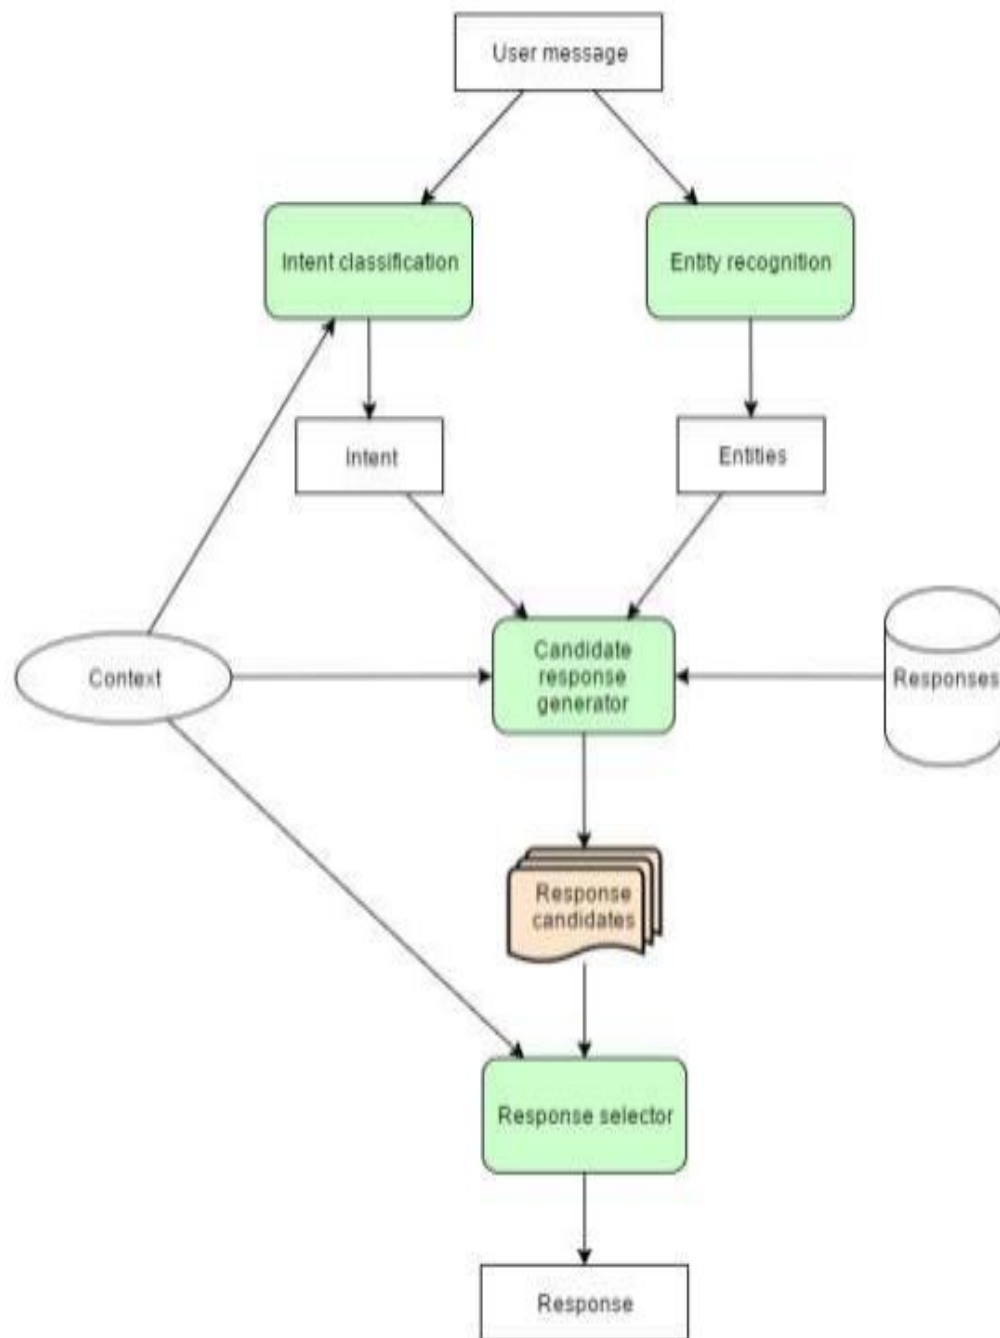 User message
Intent classification
Entity recognition
Intent
Entities
Context
Candidate
response
generator
Responses
Response
candidates
Response selector
Response